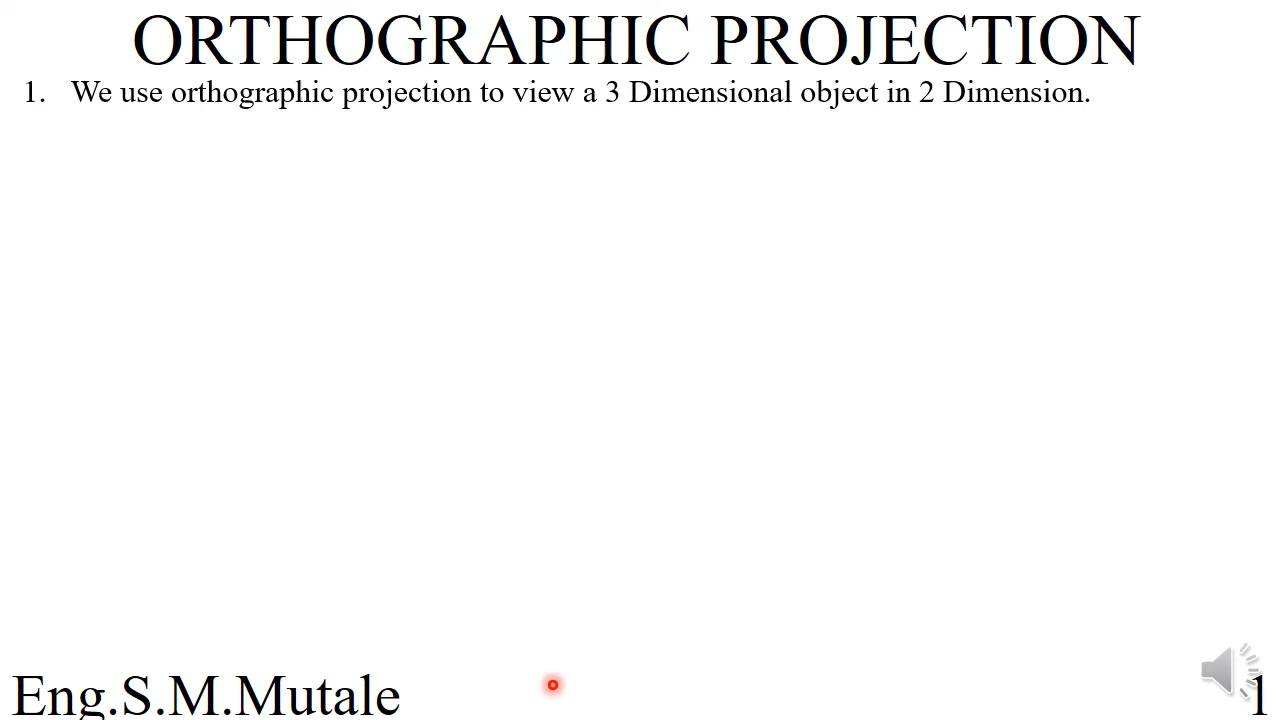 ORTHOGRAPHIC PROJECTION
1. We use orthographic projection to view a 3 Dimensional object in 2 Dimension.
Eng.S.M.Mutale
1